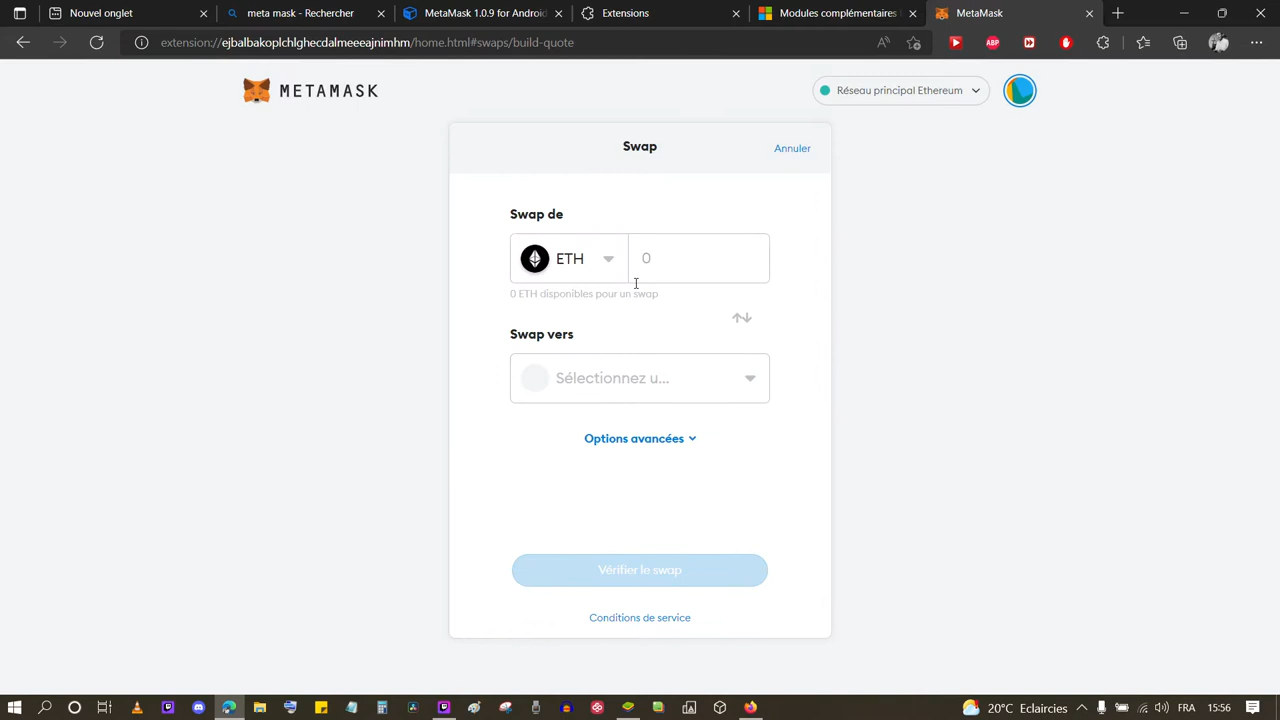 Nouvel onglet
meta mask - Rechercher
MetaMask 1.0.9 for Android
Extensions
Modules complémentaires
MetaMask
extension://ejbalbakoplchlghecdalmeeeajnimhm/home.html#swaps/build-quote
ABP
METAMASK
Réseau principal Ethereum
Swap
Annuler
Swap de
ETH
0
0 ETH disponibles pour un swap
Swap vers
Sélectionnez u...
Options avancées
Vérifier le swap
Conditions de service
20°C Eclaircies
FRA
15:56